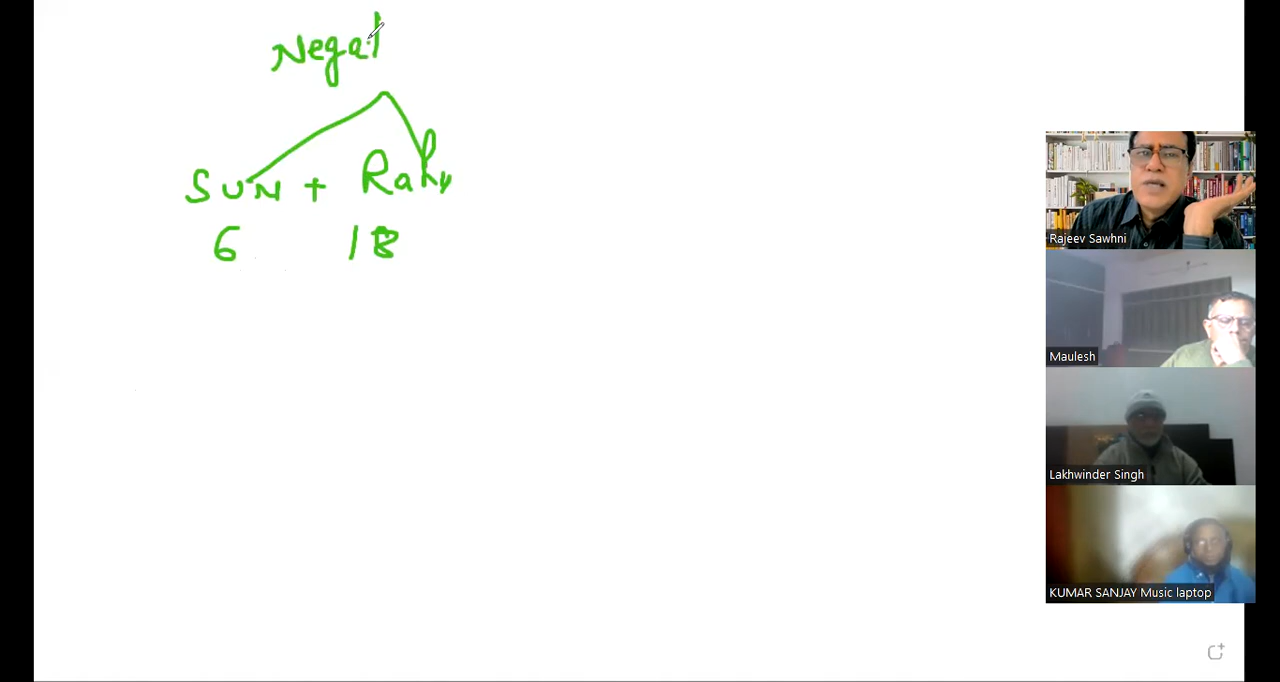 Negat
SUN + Rahu
6 18
Rajeev Sawhni
Maulesh
Lakhwinder Singh
KUMAR SANJAY Music laptop